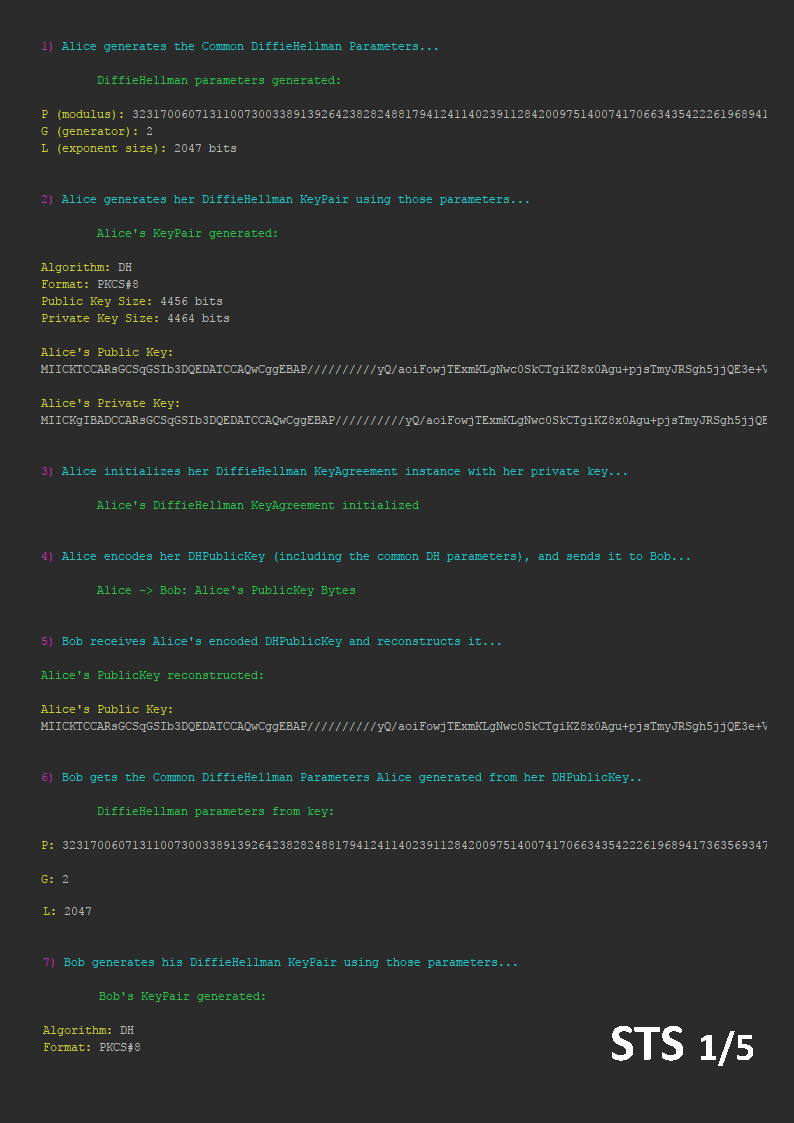 1) Alice generates the Common DiffieHellman Parameters...
DiffieHellman parameters generated:
P (modulus): 323170060713110073003389139264238282488179412411402391128420097514007417066343542226196894​1
G (generator): 2
L (exponent size): 2047 bits
2) Alice generates her DiffieHellman KeyPair using those parameters...
Alice's KeyPair generated:
Algorithm: DH
Format: PKCS#8
Public Key Size: 4456 bits
Private Key Size: 4464 bits
Alice's Public Key:
MIICKTCCARsGCSqGSIb3DQEDATCCAQwCggEBAP//////////yQ/aoiFowjTExmKLgNwc0SkCTgiKZ8x0Agu+pjsTmyJRSgh5jjQE3e+V
Alice's Private Key:
MIICKgIBADCCARsGCSqGSIb3DQEDATCCAQwCggEBAP//////////yQ/aoiFowjTExmKLgNwc0SkCTgiKZ8x0Agu+pjsTmyJRSgh5jjQE
3) Alice initializes her DiffieHellman KeyAgreement instance with her private key...
Alice's DiffieHellman KeyAgreement initialized
4) Alice encodes her DHPublicKey (including the common DH parameters), and sends it to Bob...
Alice -> Bob: Alice's PublicKey Bytes
5) Bob receives Alice's encoded DHPublicKey and reconstructs it...
Alice's PublicKey reconstructed:
Alice's Public Key:
MIICKTCCARsGCSqGSIb3DQEDATCCAQwCggEBAP//////////yQ/aoiFowjTExmKLgNwc0SkCTgiKZ8x0Agu+pjsTmyJRSgh5jjQE3e+V
6) Bob gets the Common DiffieHellman Parameters Alice generated from her DHPublicKey..
DiffieHellman parameters from key:
P: 32317006071311007300338913926423828248817941241140239112842009751400741706634354222619689417363569347
G: 2
L: 2047
7) Bob generates his DiffieHellman KeyPair using those parameters...
Bob's KeyPair generated:
Algorithm: DH
Format: PKCS#8
STS 1/5